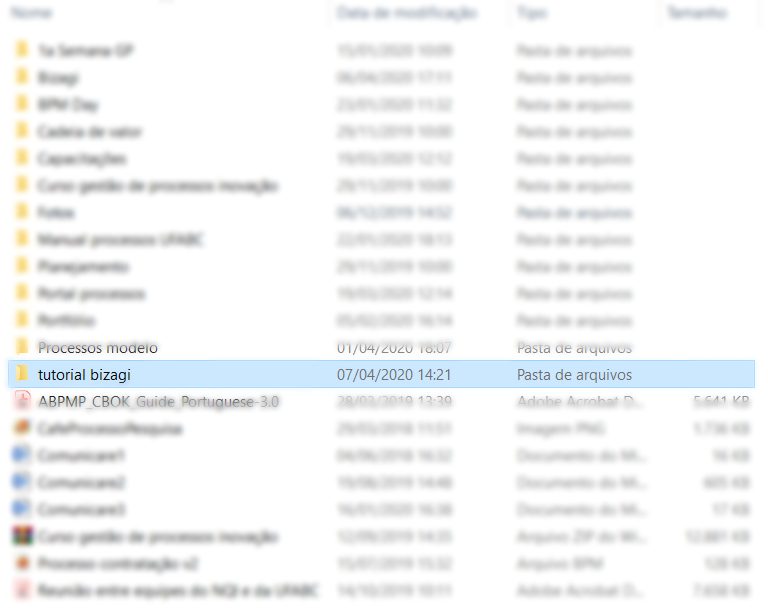 Nome Data de modificação Tipo Tamanho
1a Semana GP 15/01/2020 10:09 Pasta de arquivos
Bizagi 06/04/2020 17:11 Pasta de arquivos
BPM Day 23/01/2020 11:32 Pasta de arquivos
Cadeia de valor 29/11/2019 10:00 Pasta de arquivos
Capacitações 19/03/2020 12:12 Pasta de arquivos
Curso gestão de processos inovação 29/11/2019 10:00 Pasta de arquivos
Fotos 06/12/2019 14:52 Pasta de arquivos
Manual processos UFABC 22/01/2020 18:13 Pasta de arquivos
Planejamento 29/11/2019 10:00 Pasta de arquivos
Portal processos 19/03/2020 12:14 Pasta de arquivos
Portfólio 05/02/2020 16:14 Pasta de arquivos
Processos modelo 01/04/2020 18:07 Pasta de arquivos
tutorial bizagi 07/04/2020 14:21 Pasta de arquivos
ABPMP_CBOK_Guide_Portuguese-3.0 28/03/2019 13:39 Adobe Acrobat D... 5.641 KB
CafeProcessoPesquisa 29/03/2018 11:51 Imagem PNG 1.736 KB
Comunicare1 04/06/2018 16:32 Documento do Mi... 16 KB
Comunicare2 19/08/2019 14:48 Documento do Mi... 605 KB
Comunicare3 16/01/2020 16:38 Documento do Mi... 17 KB
Curso gestão de processos inovação 12/09/2019 14:35 Arquivo ZIP do Wi... 12.881 KB
Processo contratação v2 15/07/2019 15:32 Arquivo BPM 128 KB
Reunião entre equipes do NQI e da UFABC 14/10/2019 10:11 Adobe Acrobat D... 7.658 KB